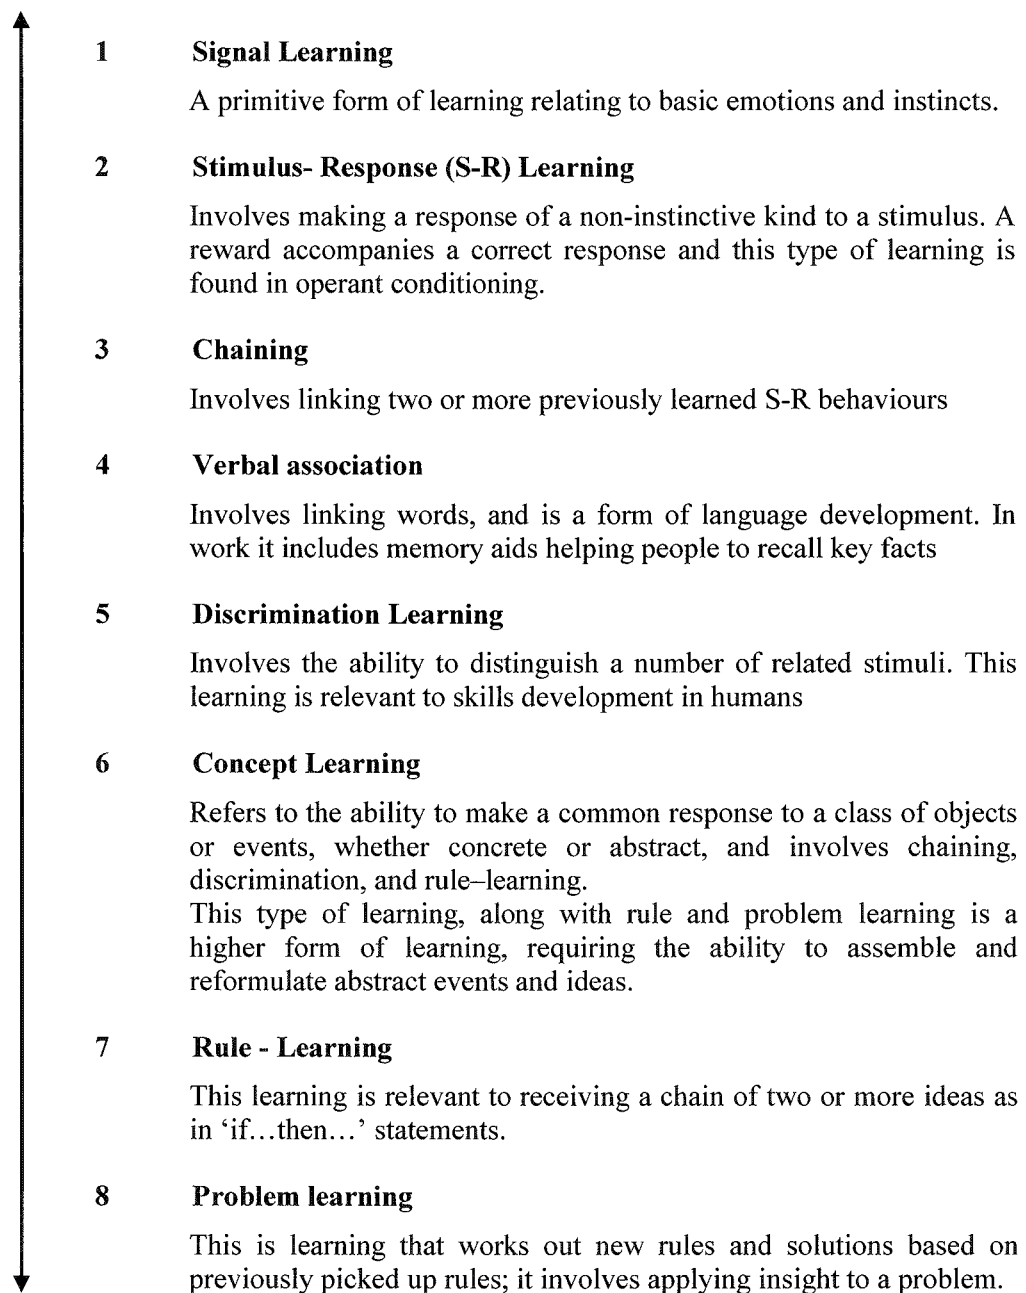 1 Signal Learning
A primitive form of learning relating to basic emotions and instincts.
2 Stimulus- Response (S-R) Learning
Involves making a response of a non-instinctive kind to a stimulus. A
reward accompanies a correct response and this type of learning is
found in operant conditioning.
3 Chaining
Involves linking two or more previously learned S-R behaviours
4 Verbal association
Involves linking words, and is a form of language development. In
work it includes memory aids helping people to recall key facts
5 Discrimination Learning
Involves the ability to distinguish a number of related stimuli. This
learning is relevant to skills development in humans
6 Concept Learning
Refers to the ability to make a common response to a class of objects
or events, whether concrete or abstract, and involves chaining,
discrimination, and rule–learning.
This type of learning, along with rule and problem learning is a
higher form of learning, requiring the ability to assemble and
reformulate abstract events and ideas.
7 Rule - Learning
This learning is relevant to receiving a chain of two or more ideas as
in ‘if…then…’ statements.
8 Problem learning
This is learning that works out new rules and solutions based on
previously picked up rules; it involves applying insight to a problem.